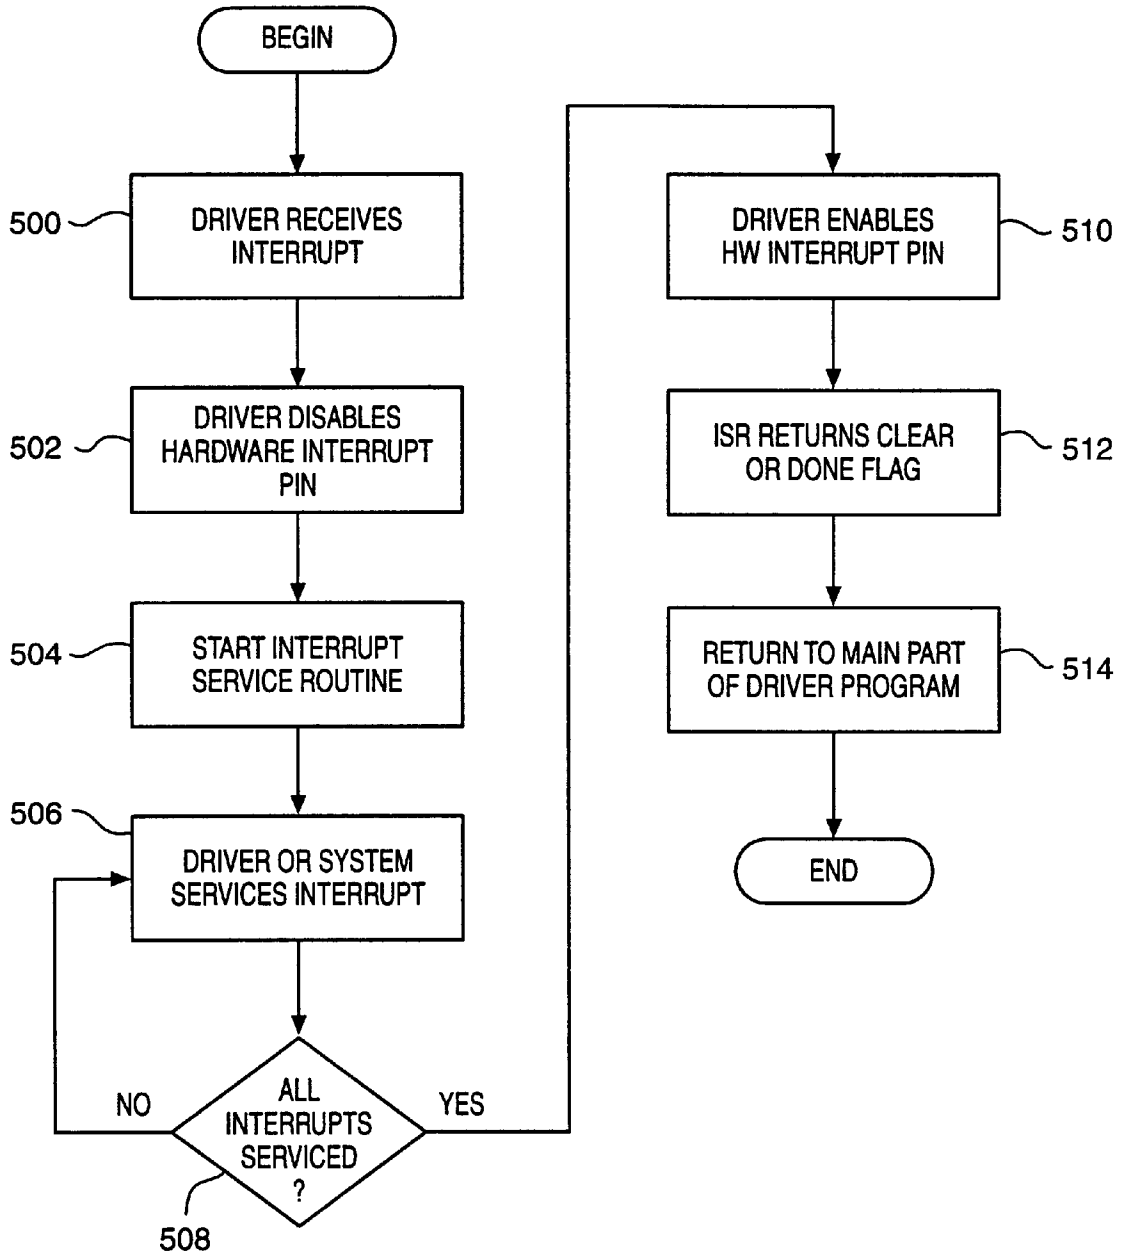 BEGIN
500
DRIVER RECEIVES
INTERRUPT
502
DRIVER DISABLES
HARDWARE INTERRUPT
PIN
504
START INTERRUPT
SERVICE ROUTINE
506
DRIVER OR SYSTEM
SERVICES INTERRUPT
NO
ALL
INTERRUPTS
SERVICED
?
YES
508
DRIVER ENABLES
HW INTERRUPT PIN
510
ISR RETURNS CLEAR
OR DONE FLAG
512
RETURN TO MAIN PART
OF DRIVER PROGRAM
514
END